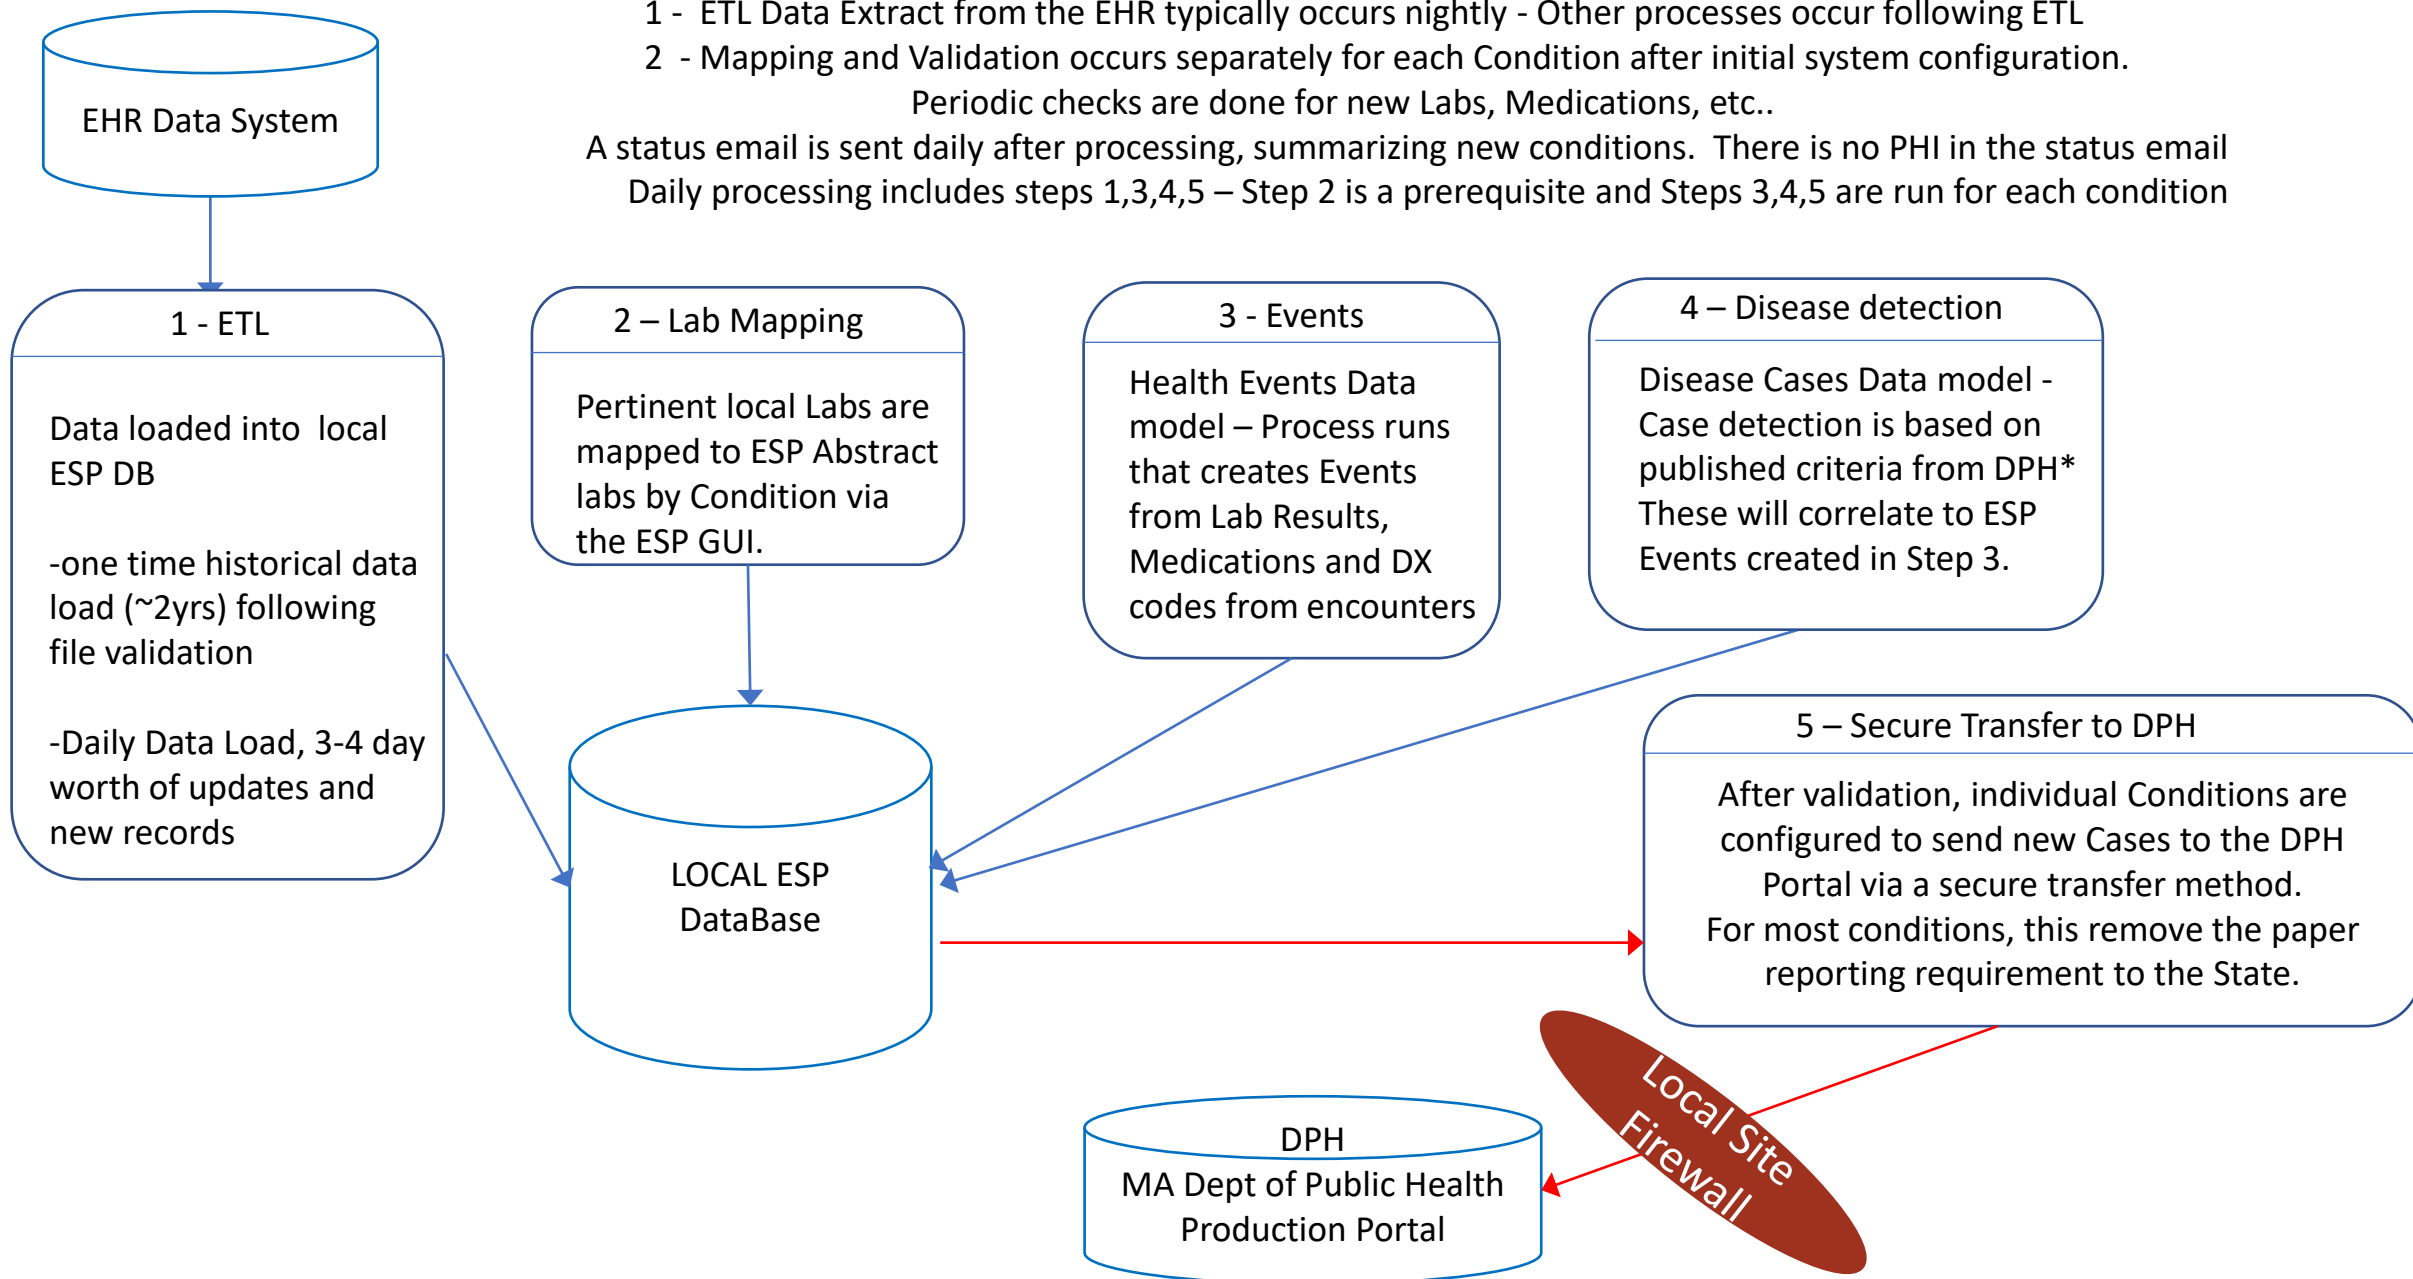 1 -  ETL Data Extract from the EHR typically occurs nightly - Other processes occur following ETL
2  - Mapping and Validation occurs separately for each Condition after initial system configuration.
Periodic checks are done for new Labs, Medications, etc..
A status email is sent daily after processing, summarizing new conditions.  There is no PHI in the status email
Daily processing includes steps 1,3,4,5 – Step 2 is a prerequisite and Steps 3,4,5 are run for each condition
EHR Data System
1 - ETL
Data loaded into  local
ESP DB
-one time historical data
load (~2yrs) following
file validation
-Daily Data Load, 3-4 day
worth of updates and
new records
2 – Lab Mapping
Pertinent local Labs are
mapped to ESP Abstract
labs by Condition via
the ESP GUI.
3 - Events
Health Events Data
model – Process runs
that creates Events
from Lab Results,
Medications and DX
codes from encounters
4 – Disease detection
Disease Cases Data model -
Case detection is based on
published criteria from DPH*
These will correlate to ESP
Events created in Step 3.
LOCAL ESP
DataBase
5 – Secure Transfer to DPH
After validation, individual Conditions are
configured to send new Cases to the DPH
Portal via a secure transfer method.
For most conditions, this remove the paper
reporting requirement to the State.
Local Site
Firewall
DPH
MA Dept of Public Health
Production Portal